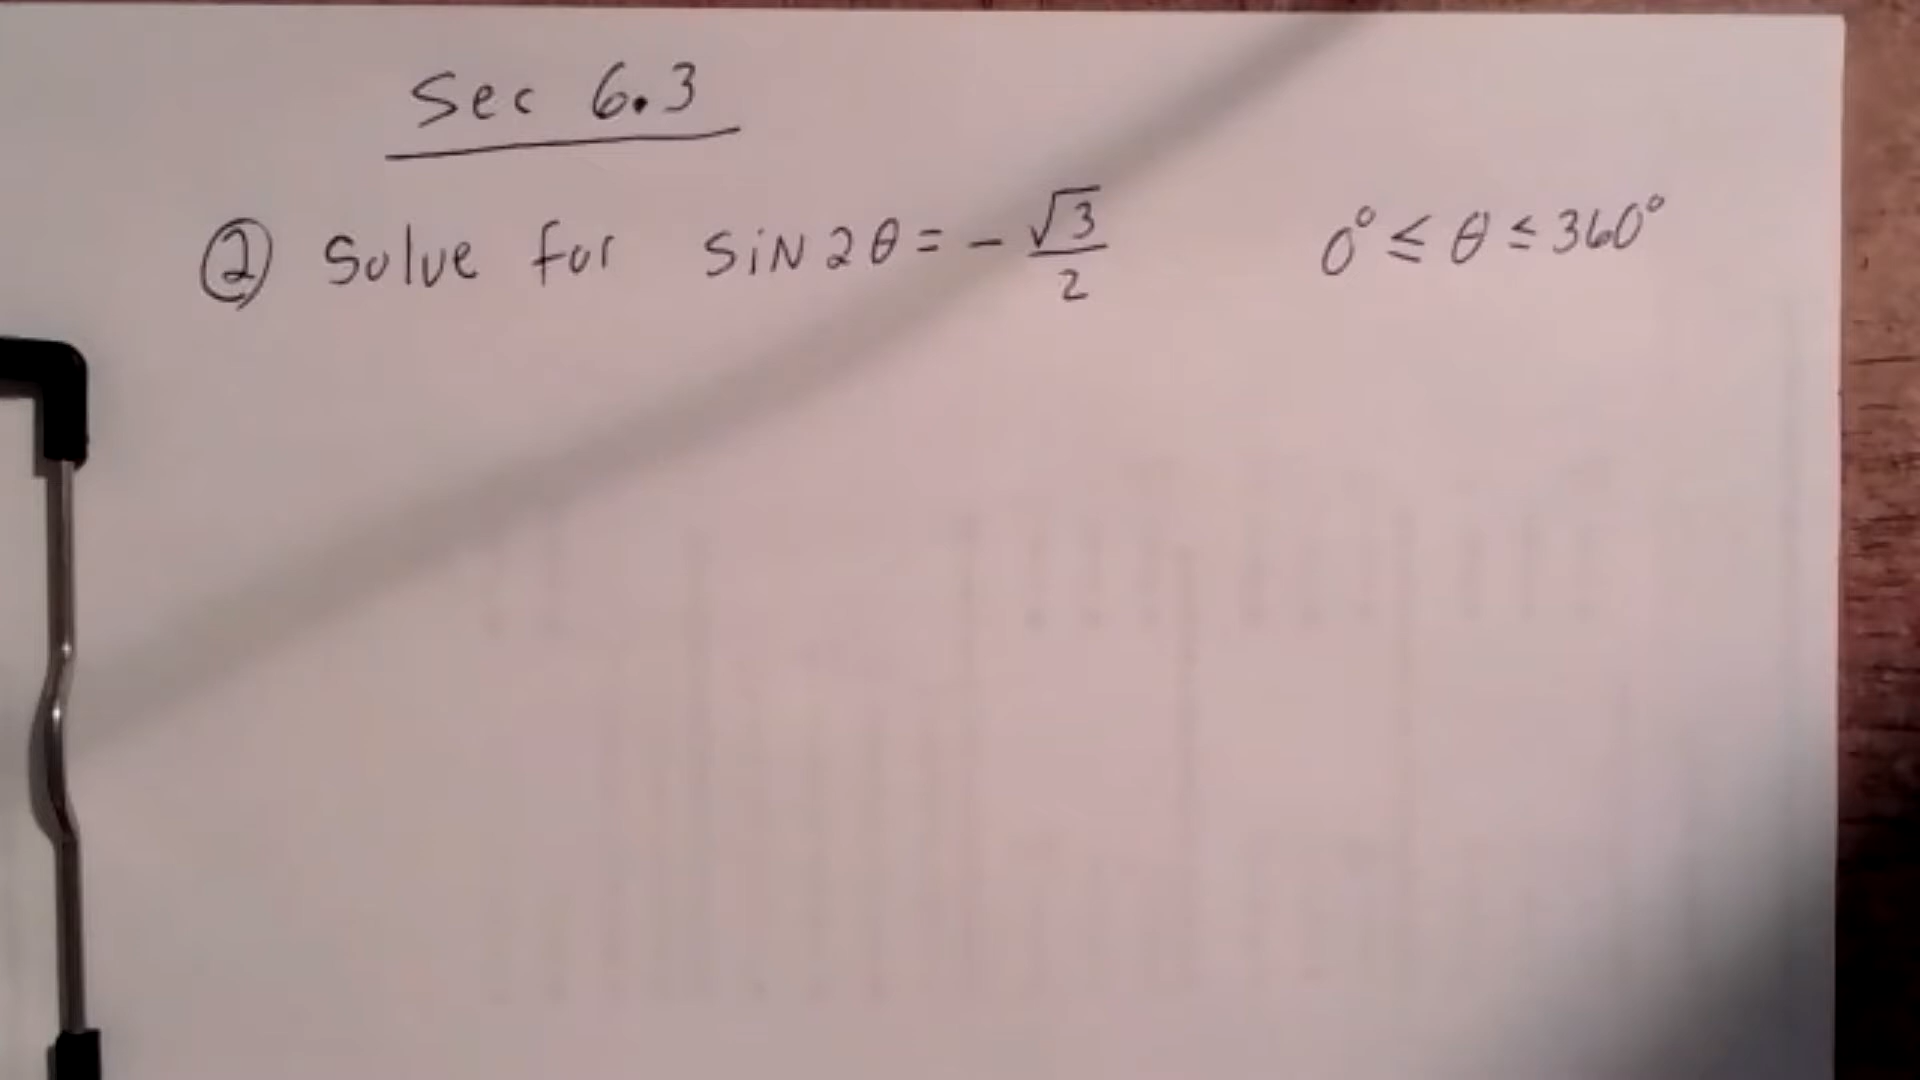 Sec 6.3
② Solve for sin 2θ = - √3/2 0° ≤ θ ≤ 360°